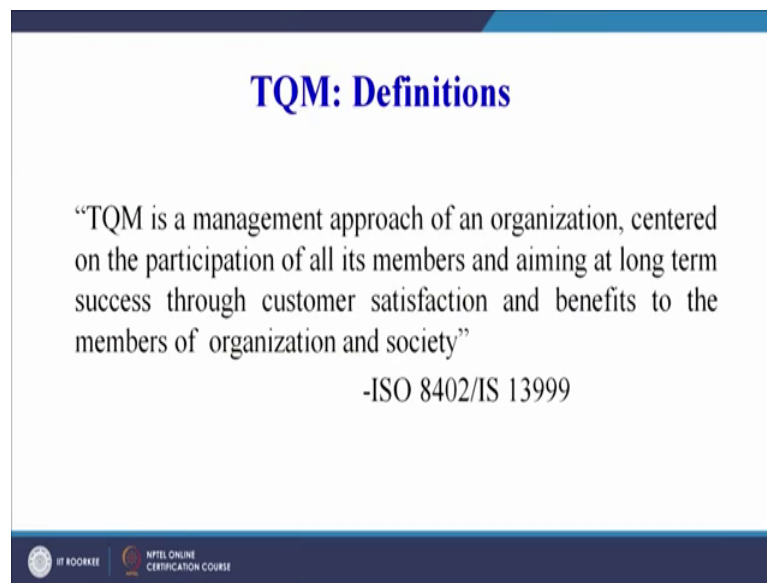 TQM: Definitions
“TQM is a management approach of an organization, centered
on the participation of all its members and aiming at long term
success through customer satisfaction and benefits to the
members of organization and society”
-ISO 8402/IS 13999
IIT ROORKEE
NPTEL ONLINE
CERTIFICATION COURSE